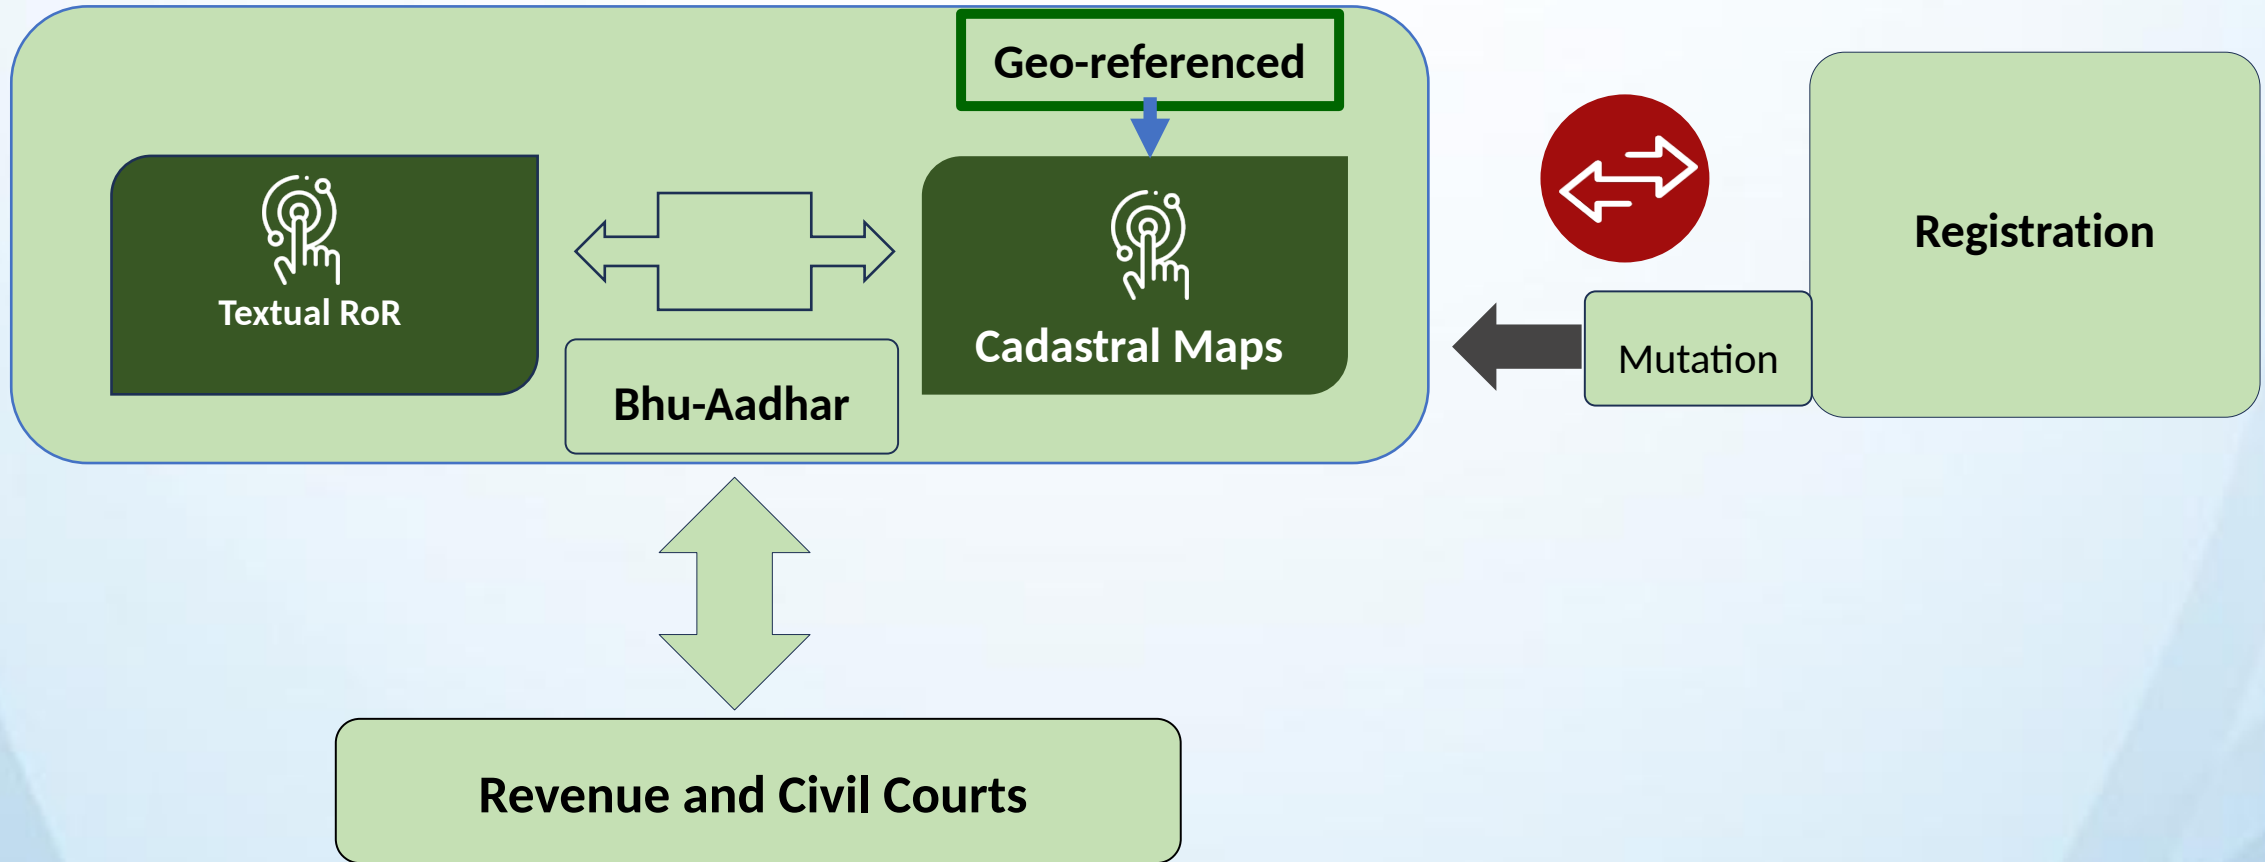 Geo-referenced
Textual RoR
Cadastral Maps
Bhu-Aadhar
Registration
Mutation
Revenue and Civil Courts